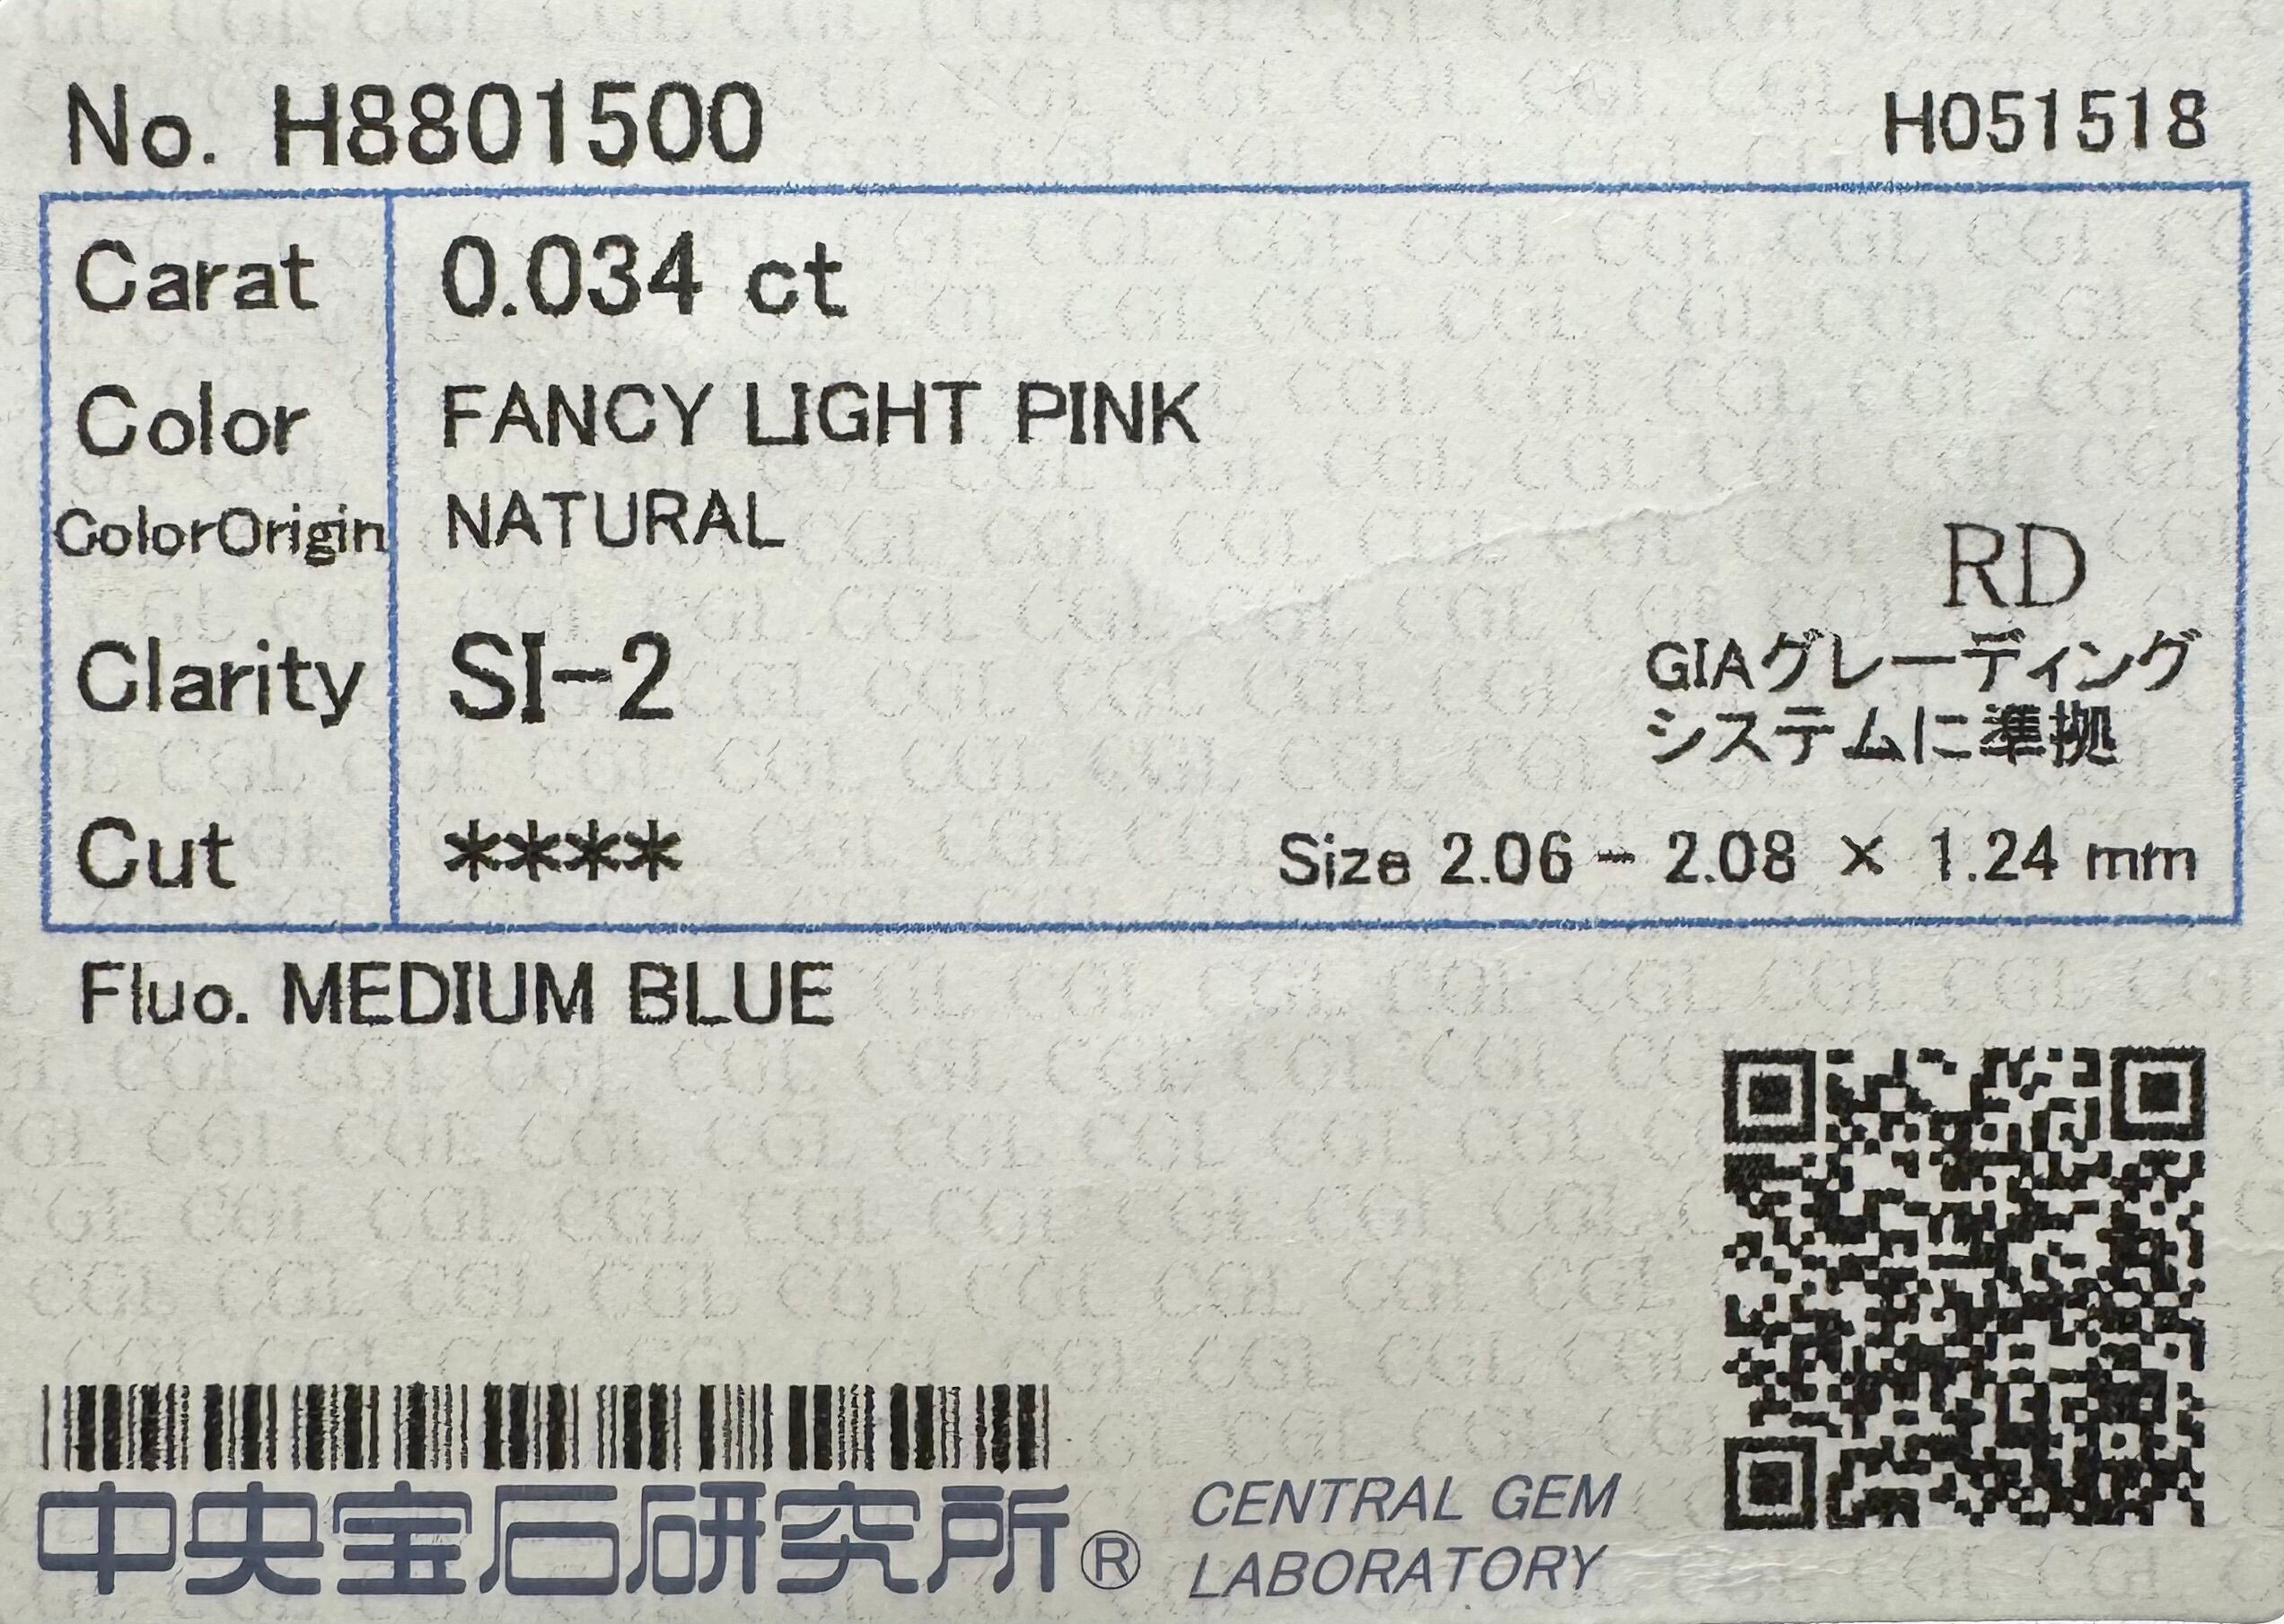 No. H8801500 H051518
Carat 0.034 ct
Color FANCY LIGHT PINK
ColorOrigin NATURAL
RD
Clarity SI-2
GIAグレーディング
システムに準拠
Cut ****
Size 2.06 - 2.08 × 1.24 mm
Fluo. MEDIUM BLUE
中央宝石研究所®
CENTRAL GEM
LABORATORY